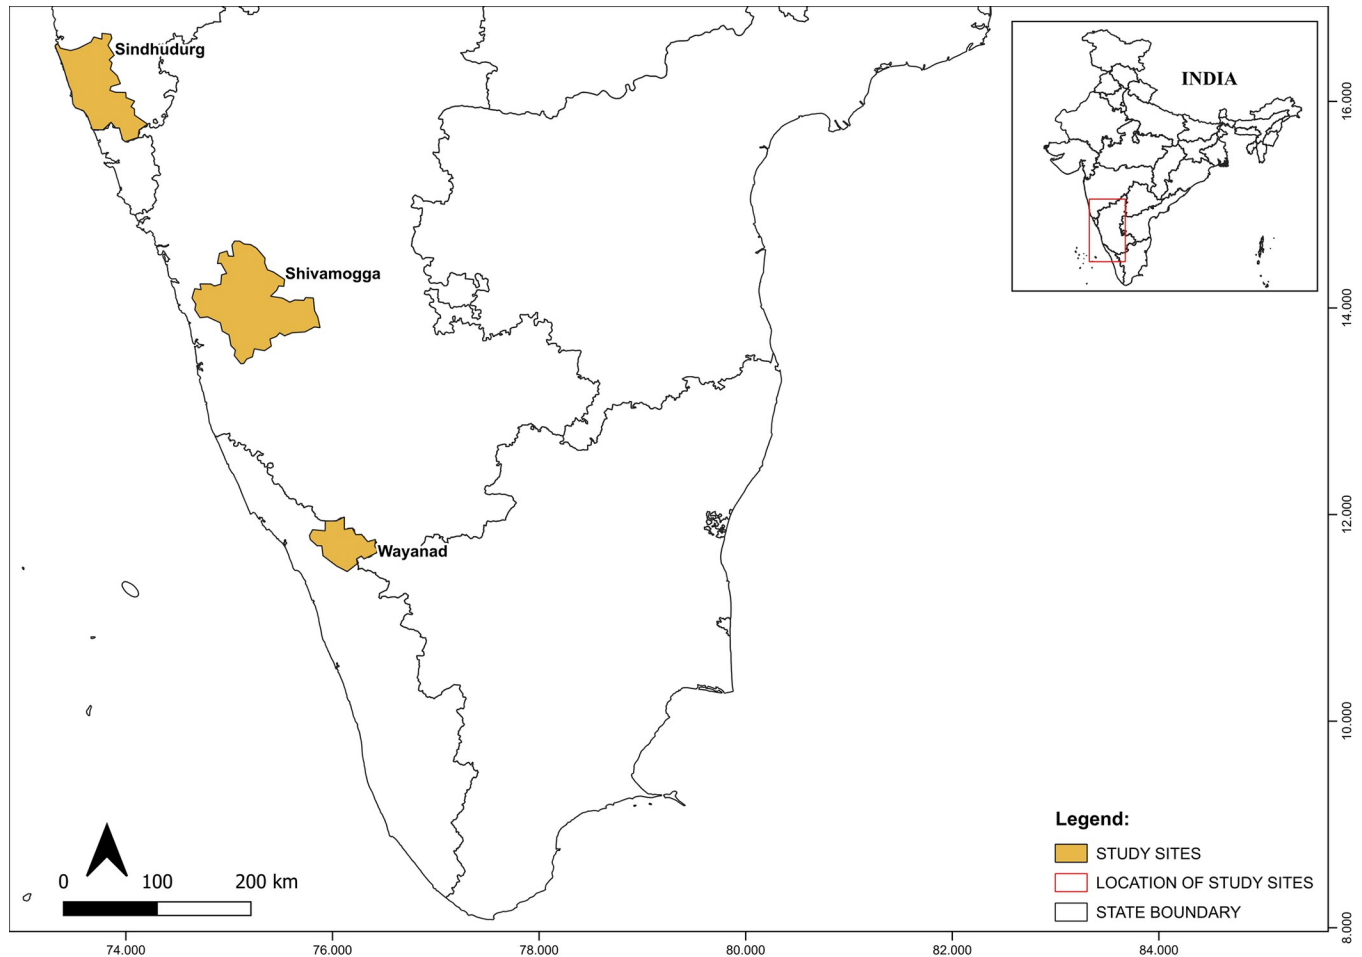 Sindhudurg
INDIA
16.000
Shivamogga
14.000
12.000
Wayanad
10.000
Legend:
STUDY SITES
LOCATION OF STUDY SITES
STATE BOUNDARY
0 100 200 km
8.000
74.000 76.000 78.000 80.000 82.000 84.000